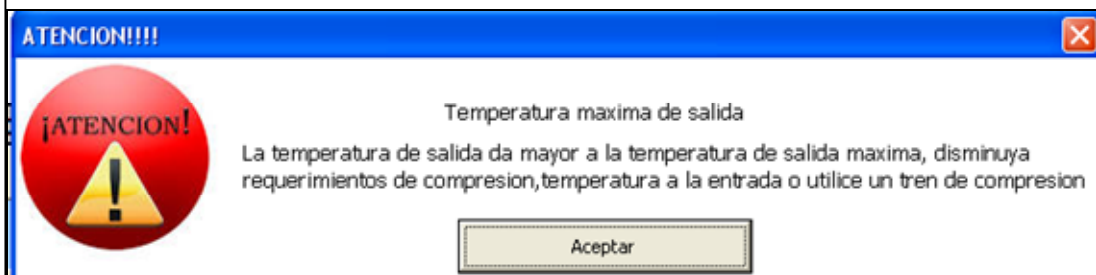 ATENCION!!!!
¡ATENCION!
Temperatura maxima de salida
La temperatura de salida da mayor a la temperatura de salida maxima, disminuya
requerimientos de compresion,temperatura a la entrada o utilice un tren de compresion
Aceptar